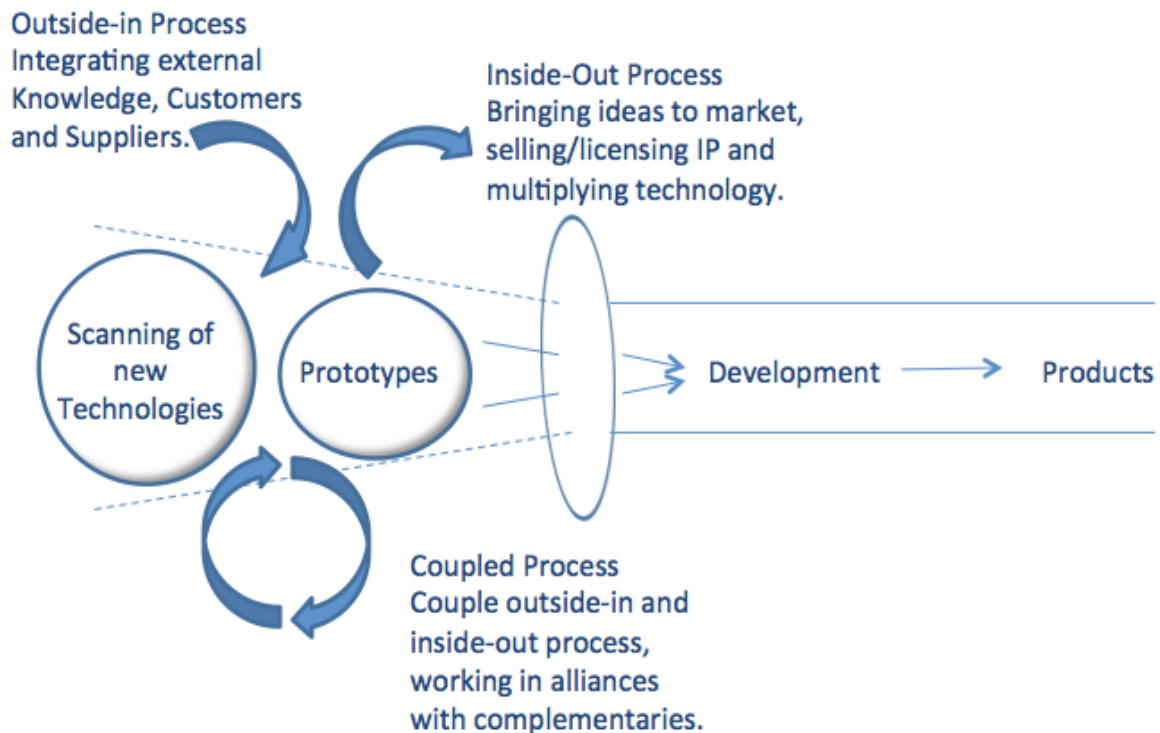 Outside-in Process
Integrating external
Knowledge, Customers
and Suppliers.
Inside-Out Process
Bringing ideas to market,
selling/licensing IP and
multiplying technology.
Scanning of
new
Technologies
Prototypes
Development
Products
Coupled Process
Couple outside-in and
inside-out process,
working in alliances
with complementaries.